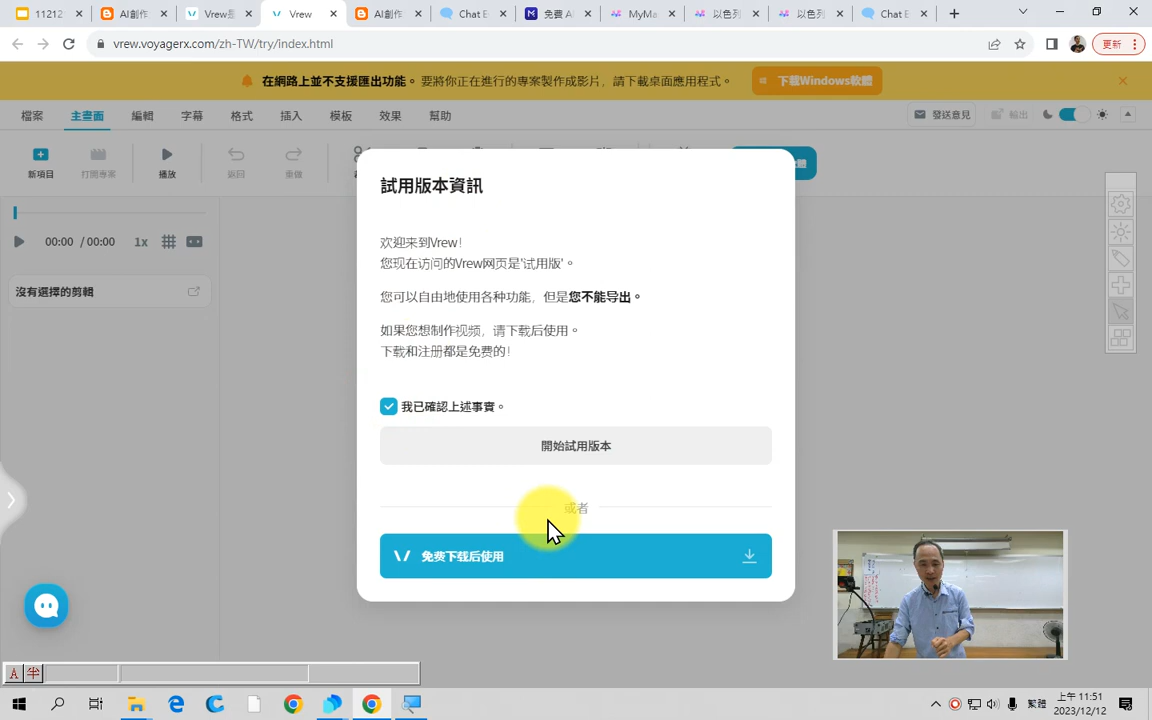 112121
AI創作
Vrew影
Vrew
AI創作
Chat E
免費 A
MyMa
以色列
以色列
Chat E
vrew.voyagerx.com/zh-TW/try/index.html
更新
在網路上並不支援匯出功能。要將你正在進行的專案製作成影片，請下載桌面應用程式。
下載Windows軟體
檔案 主畫面 編輯 字幕 格式 插入 模板 效果 幫助
發送意見 輸出
新項目 打開專案 播放 返回 重做
00:00 / 00:00 1x
沒有選擇的剪輯
試用版本資訊
欢迎来到Vrew!
您现在访问的Vrew网页是'试用版'。
您可以自由地使用各种功能，但是您不能导出。
如果您想制作视频，请下载后使用。
下载和注册都是免费的!
我已確認上述事實。
開始試用版本
或者
免费下载后使用
A 半
繁體
上午 11:51
2023/12/12